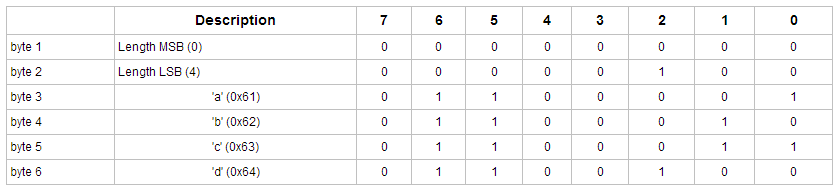 Description 7 6 5 4 3 2 1 0
byte 1 Length MSB (0) 0 0 0 0 0 0 0 0
byte 2 Length LSB (4) 0 0 0 0 0 1 0 0
byte 3 'a' (0x61) 0 1 1 0 0 0 0 1
byte 4 'b' (0x62) 0 1 1 0 0 0 1 0
byte 5 'c' (0x63) 0 1 1 0 0 0 1 1
byte 6 'd' (0x64) 0 1 1 0 0 1 0 0